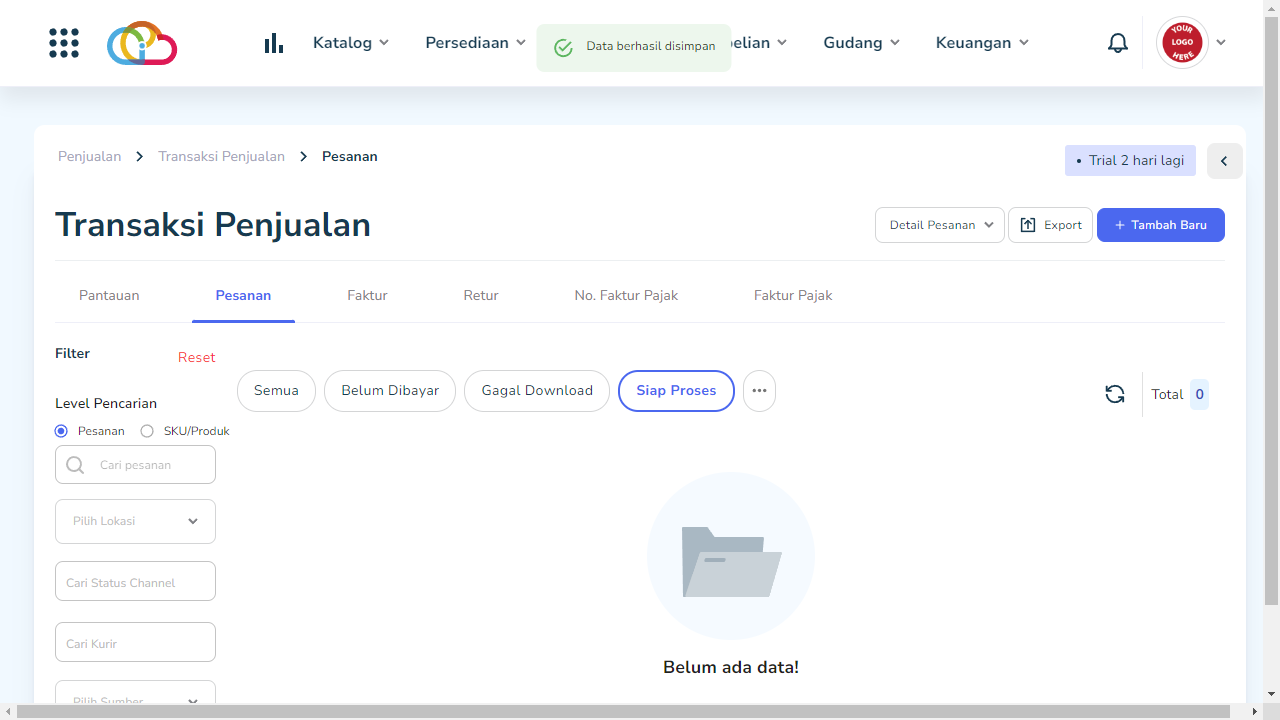 Katalog
Persediaan
Data berhasil disimpan
elian
Gudang
Keuangan
YOUR LOGO HERE
Penjualan
Transaksi Penjualan
Pesanan
• Trial 2 hari lagi
Transaksi Penjualan
Detail Pesanan
Export
+ Tambah Baru
Pantauan
Pesanan
Faktur
Retur
No. Faktur Pajak
Faktur Pajak
Filter
Reset
Semua
Belum Dibayar
Gagal Download
Siap Proses
•••
Total 0
Level Pencarian
Pesanan
SKU/Produk
Cari pesanan
Pilih Lokasi
Cari Status Channel
Cari Kurir
Pilih Sumber
Belum ada data!